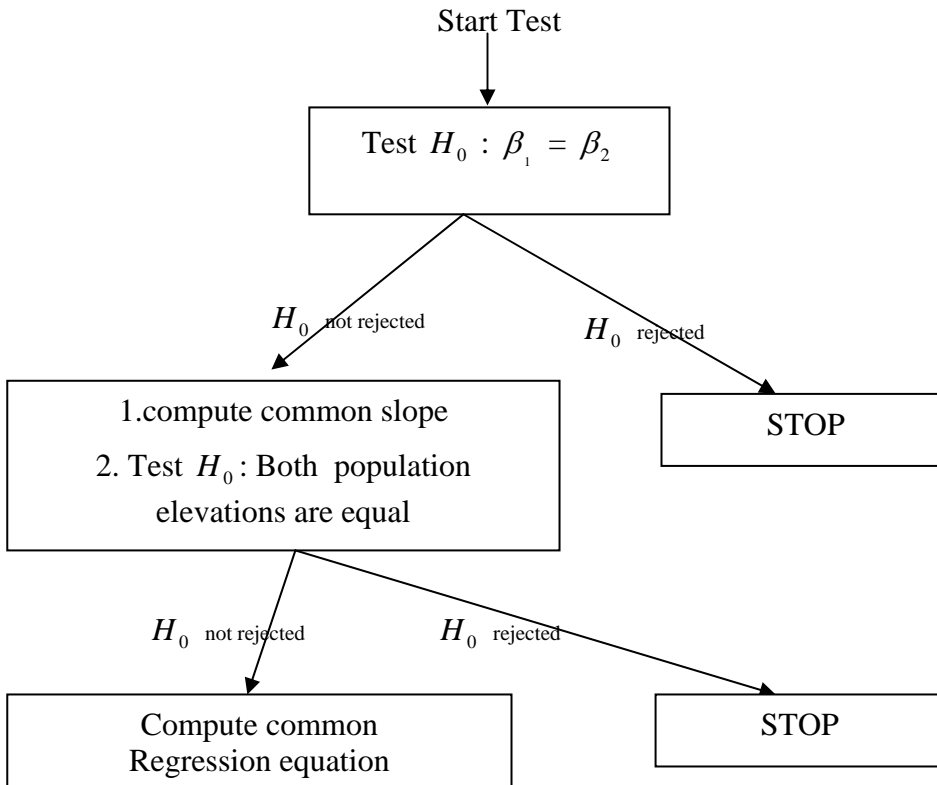 Start Test
Test H₀ : β₁ = β₂
H₀ not rejected
H₀ rejected
1.compute common slope
2. Test H₀ : Both population
elevations are equal
STOP
H₀ not rejected
H₀ rejected
Compute common
Regression equation
STOP